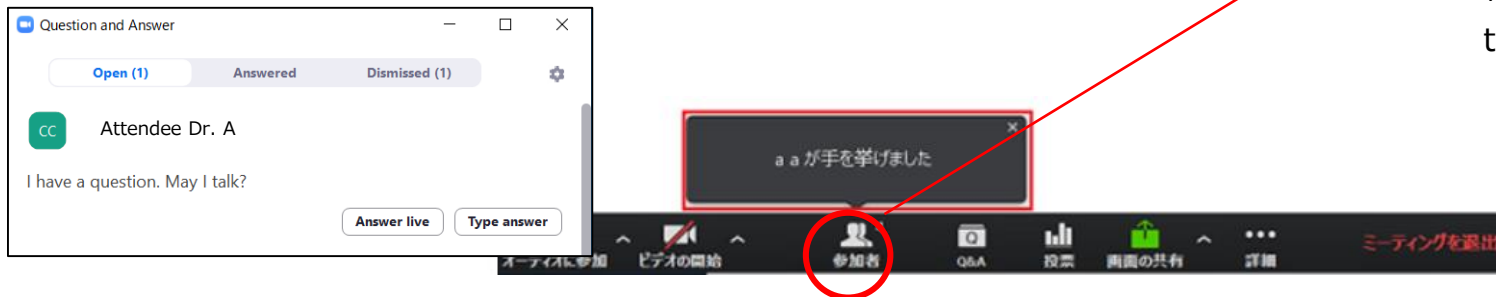 Question and Answer
Open (1) Answered Dismissed (1)
CC Attendee Dr. A
I have a question. May I talk?
Answer live Type answer
t
a a が手を挙げました
オーディオに参加 ビデオの開始 参加者 Q&A 投票 画面の共有 詳細 ミーティングを退出